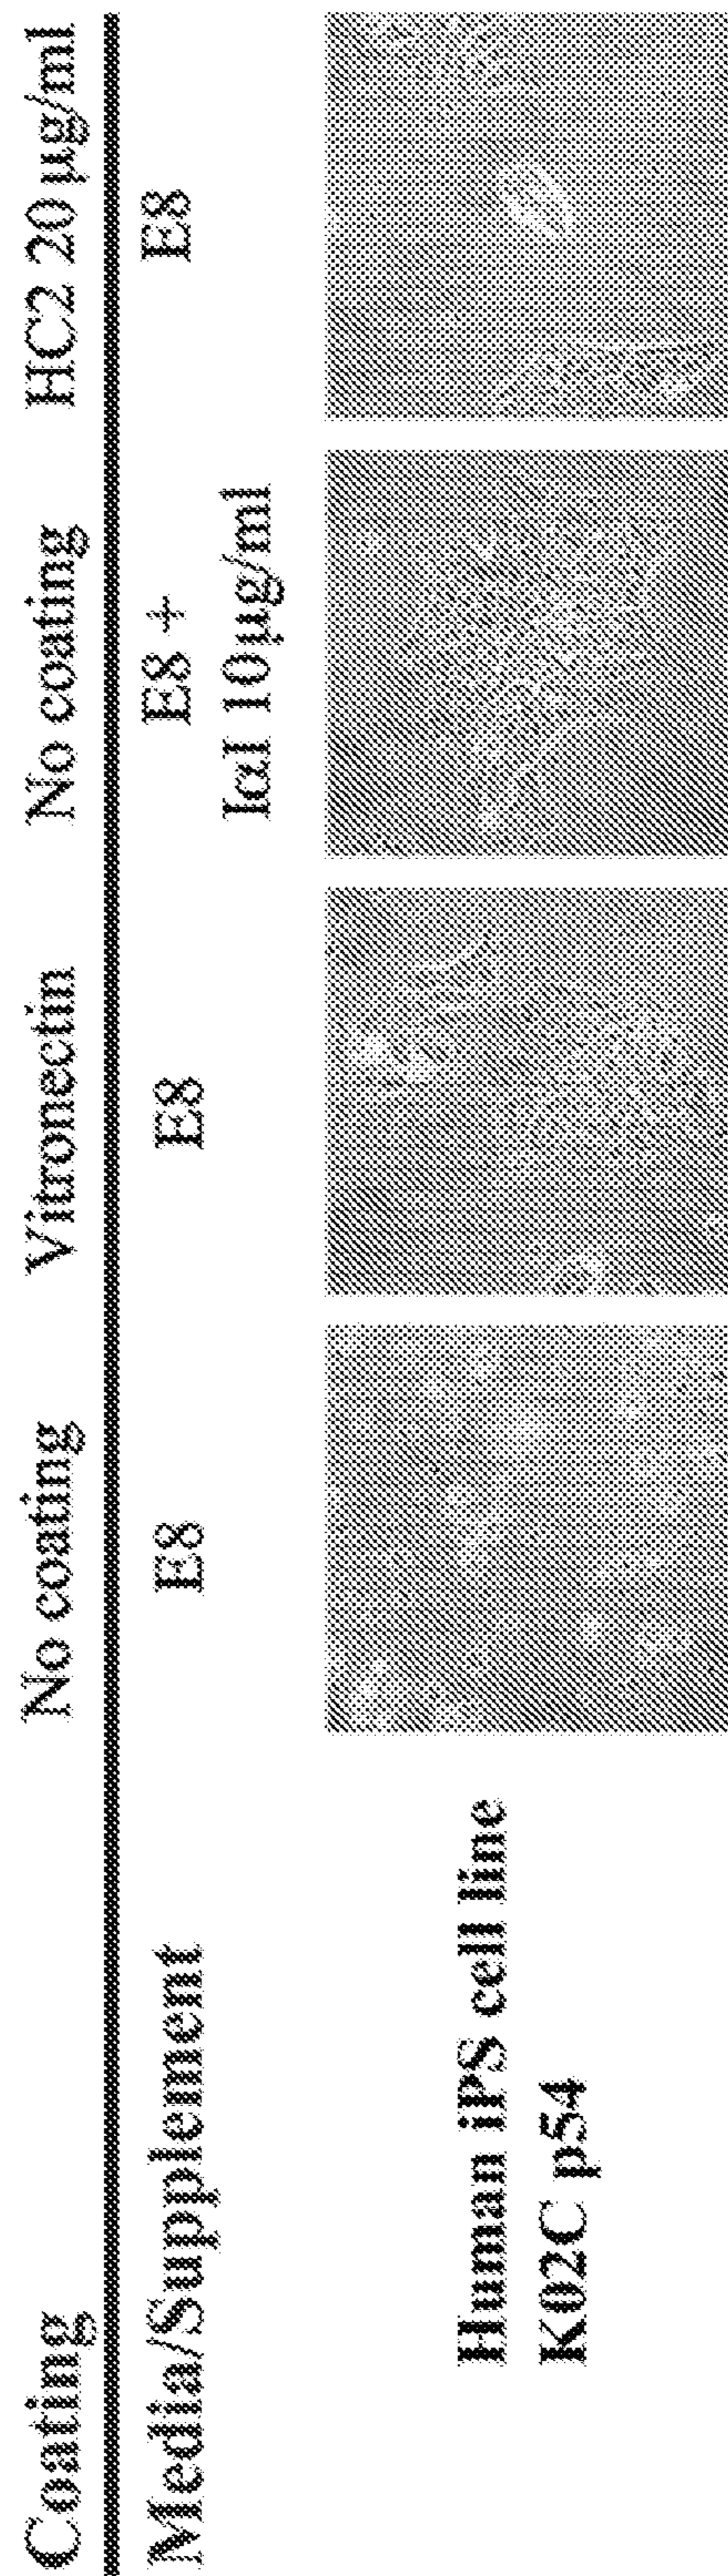 Coating No coating Vitronectin No coating HC2 20 µg/ml
Media/Supplement E8 E8 E8 + E8
IαI 10µg/ml
Human iPS cell line
K02C p54